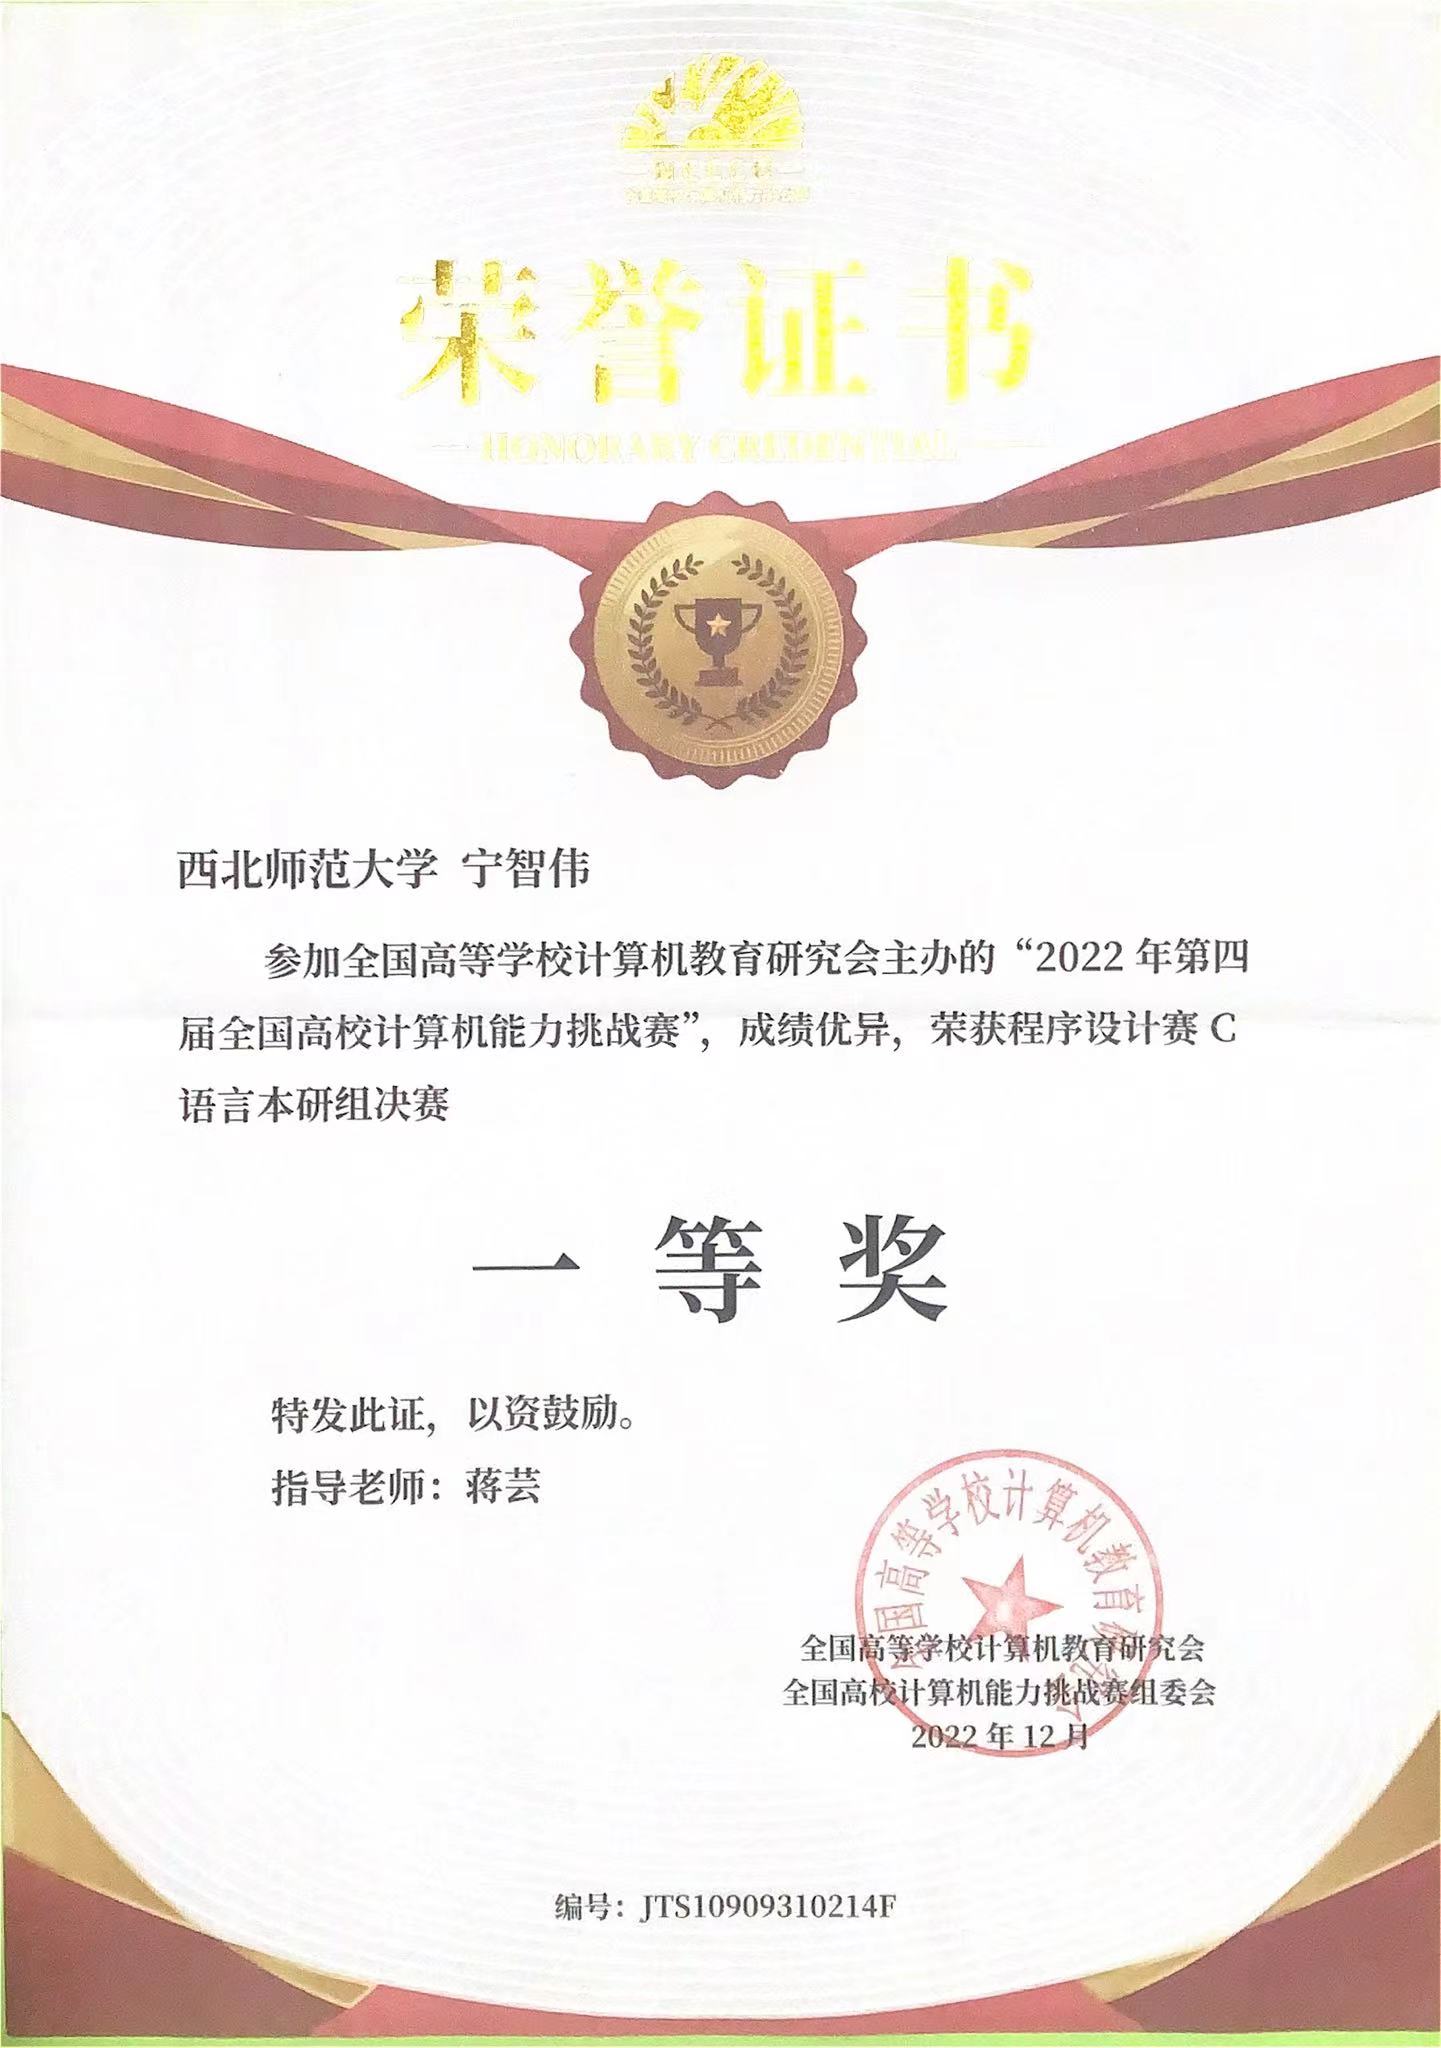 荣誉证书
HONORARY CREDENTIAL
西北师范大学 宁智伟
参加全国高等学校计算机教育研究会主办的“2022 年第四
届全国高校计算机能力挑战赛”，成绩优异，荣获程序设计赛 C
语言本研组决赛
一等奖
特发此证，以资鼓励。
指导老师：蒋芸
全国高等学校计算机教育研究会
全国高等学校计算机教育研究会
全国高校计算机能力挑战赛组委会
2022 年 12 月
编号：JTS10909310214F